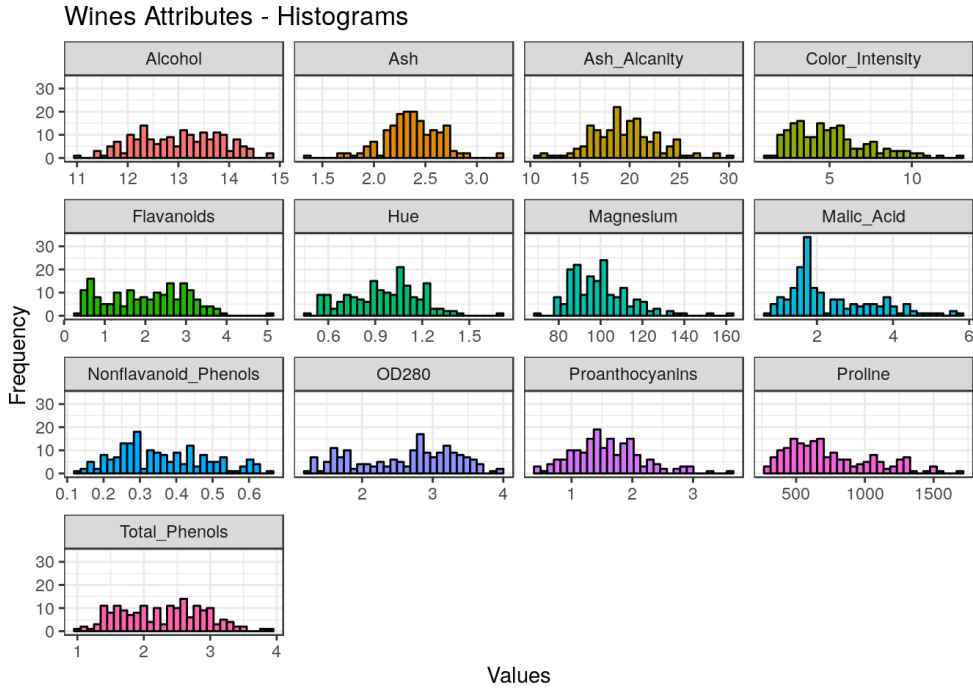 Wines Attributes - Histograms
Alcohol Ash Ash_Alcanity Color_Intensity
30
20
10
0
11 12 13 14 15 1.5 2.0 2.5 3.0 10 15 20 25 30 5 10
Flavanoids Hue Magnesium Malic_Acid
30
20
10
0
0 1 2 3 4 5 0.6 0.9 1.2 1.5 80 100 120 140 160 2 4 6
Frequency
Nonflavanoid_Phenols OD280 Proanthocyanins Proline
30
20
10
0
0.1 0.2 0.3 0.4 0.5 0.6 2 3 4 1 2 3 500 1000 1500
Total_Phenols
30
20
10
0
1 2 3 4
Values